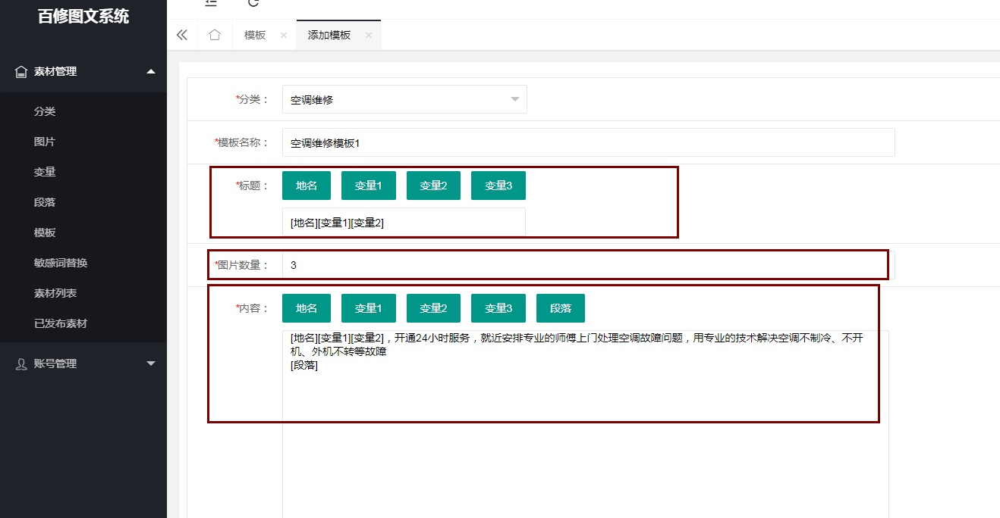 百修图文系统
素材管理
分类
图片
变量
段落
模板
敏感词替换
素材列表
已发布素材
账号管理
模板
添加模板
*分类：
空调维修
*模板名称：
空调维修模板1
*标题：
地名
变量1
变量2
变量3
[地名][变量1][变量2]
*图片数量：
3
*内容：
地名
变量1
变量2
变量3
段落
[地名][变量1][变量2]，开通24小时服务，就近安排专业的师傅上门处理空调故障问题，用专业的技术解决空调不制冷、不开
机、外机不转等故障
[段落]